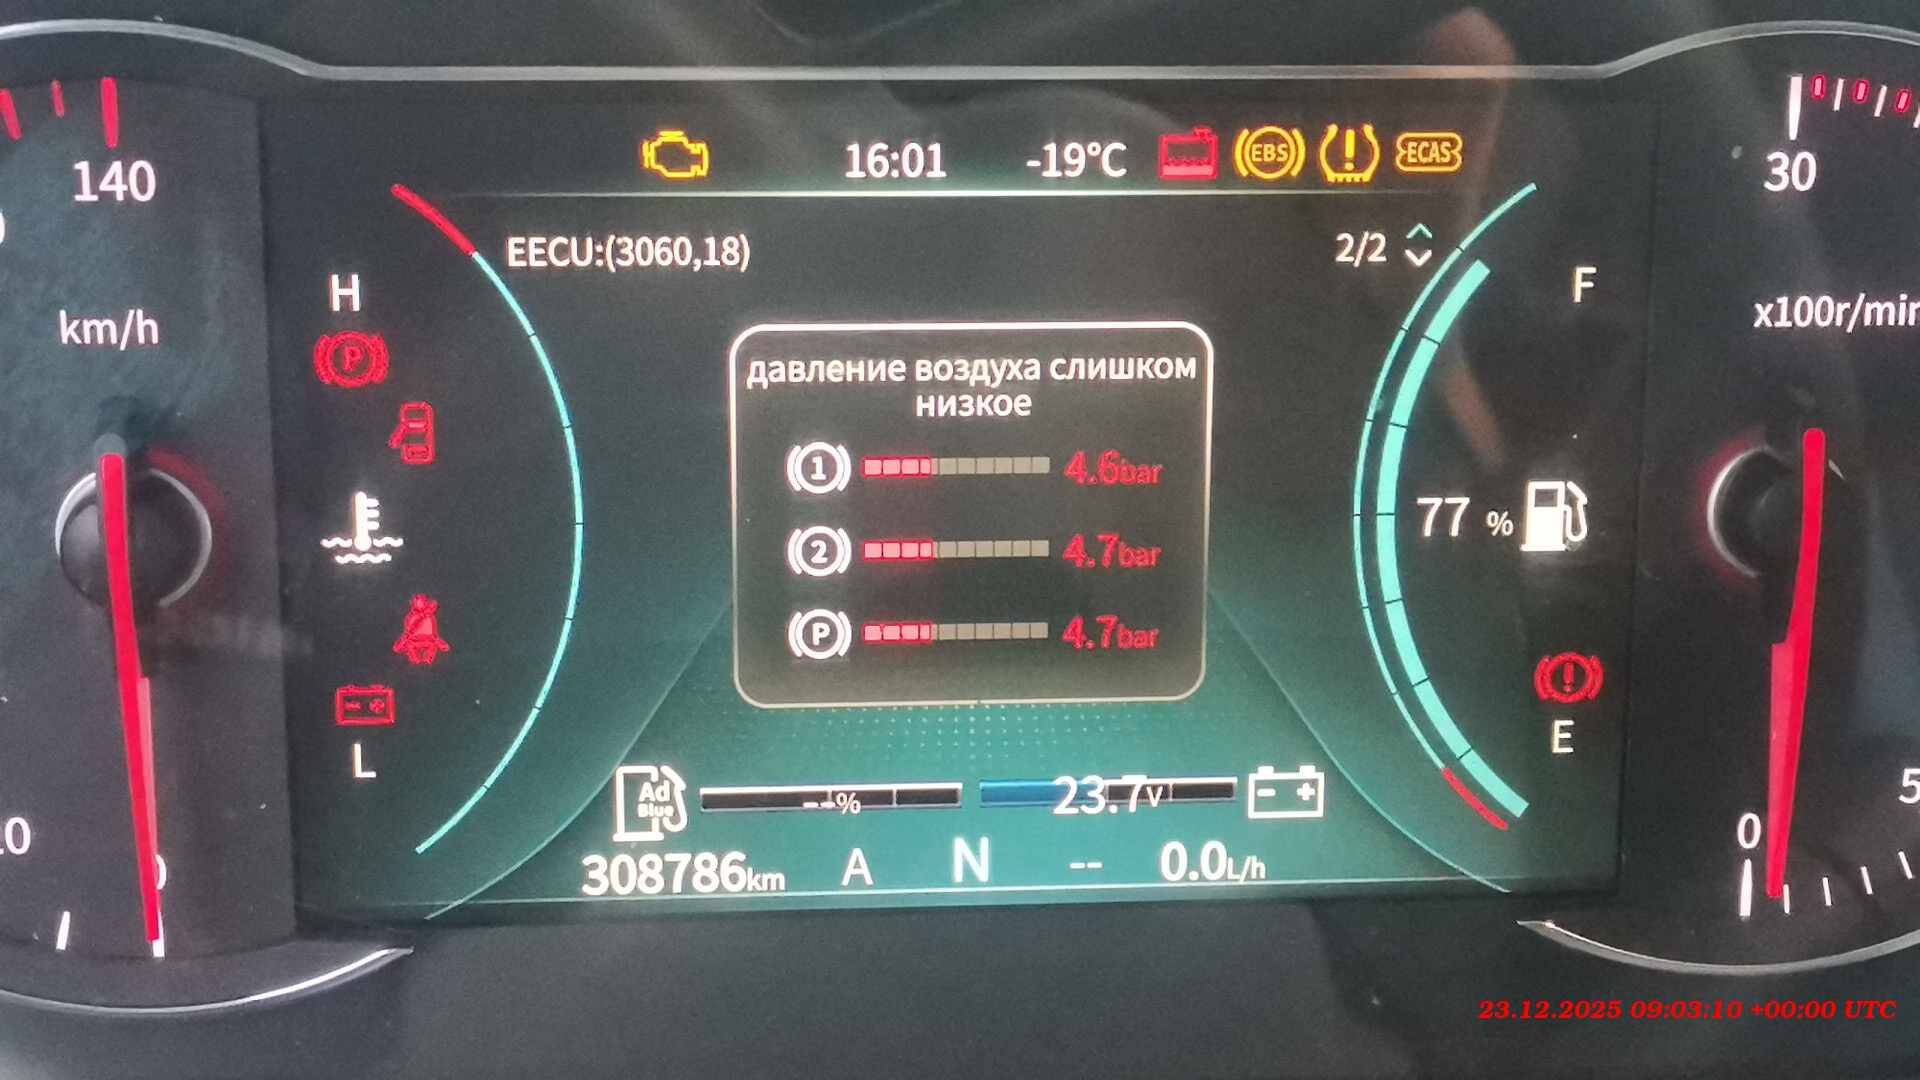 16:01 -19°C EBS ECAS
140 30
EECU:(3060,18) 2/2
H F
km/h x100r/min
P
давление воздуха слишком
низкое
1 4.6bar
2 4.7bar
P 4.7bar
77 %
L E
Ad
Blue --% 23.7V
0 5
308786km A N -- 0.0L/h
0
23.12.2025 09:03:10 +00:00 UTC